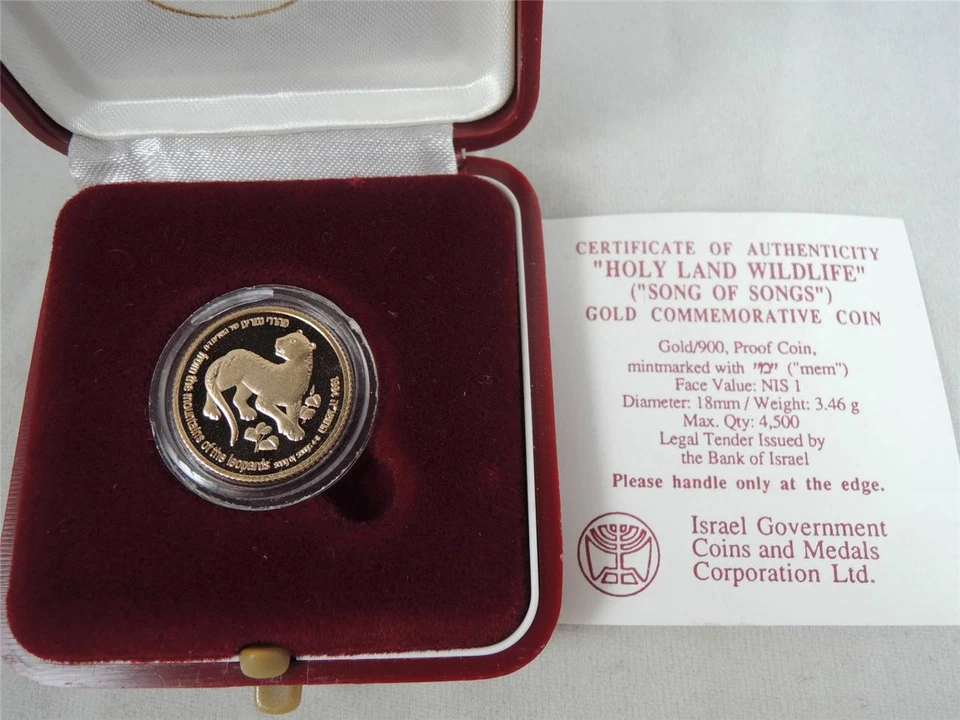 מהררי נמרים
from the mountains of the leopards
CERTIFICATE OF AUTHENTICITY
"HOLY LAND WILDLIFE"
("SONG OF SONGS")
GOLD COMMEMORATIVE COIN
Gold/900, Proof Coin,
mintmarked with "מ" ("mem")
Face Value: NIS 1
Diameter: 18mm / Weight: 3.46 g
Max. Qty: 4,500
Legal Tender Issued by
the Bank of Israel
Please handle only at the edge.
Israel Government
Coins and Medals
Corporation Ltd.